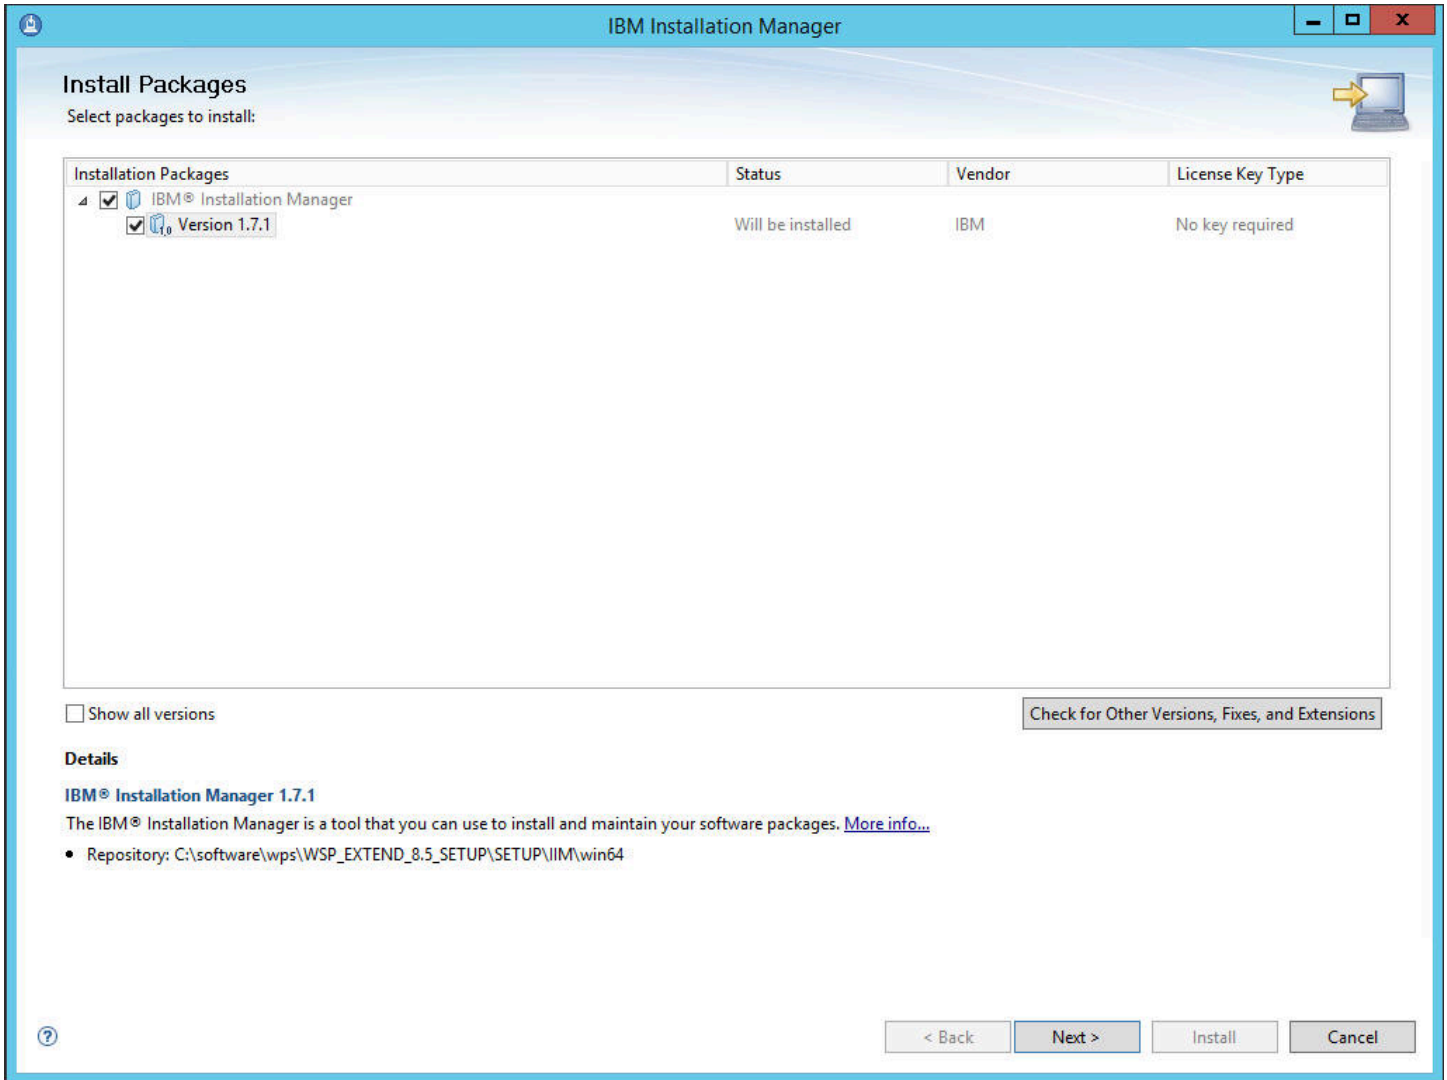 IBM Installation Manager
Install Packages
Select packages to install:
Installation Packages Status Vendor License Key Type
IBM® Installation Manager
Version 1.7.1 Will be installed IBM No key required
Show all versions Check for Other Versions, Fixes, and Extensions
Details
IBM® Installation Manager 1.7.1
The IBM® Installation Manager is a tool that you can use to install and maintain your software packages. More info...
• Repository: C:\software\wps\WSP_EXTEND_8.5_SETUP\SETUP\IIM\win64
? < Back Next > Install Cancel